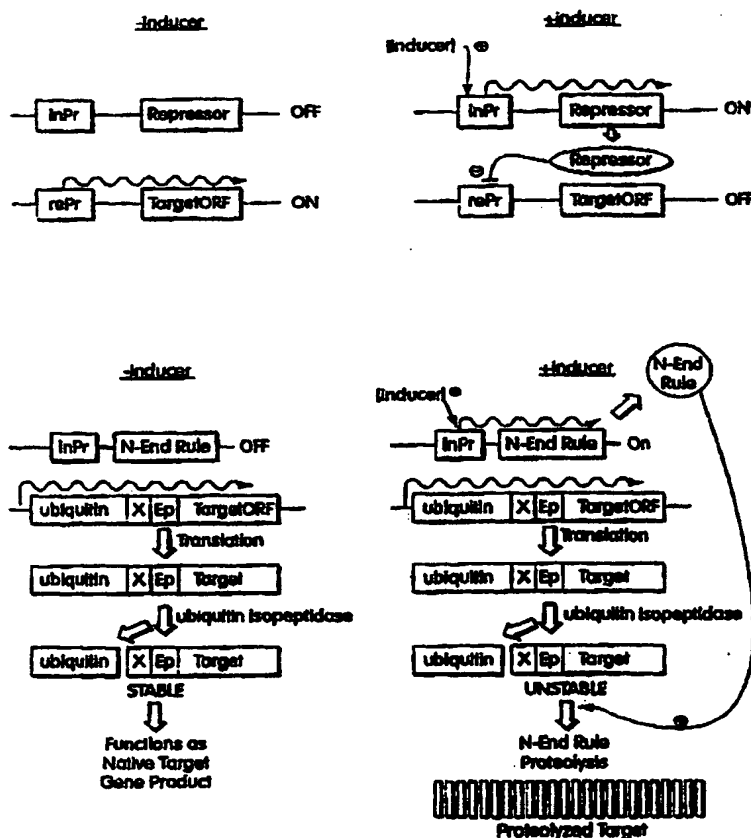 -Inducer
+inducer
[inducer] ⊕
inPr Repressor OFF
inPr Repressor ON
Repressor
⊖
rePr TargetORF ON
rePr TargetORF OFF
-inducer
+inducer
N-End
Rule
[inducer] ⊕
inPr N-End Rule OFF
inPr N-End Rule On
ubiquitin X Ep TargetORF
ubiquitin X Ep TargetORF
Translation
Translation
ubiquitin X Ep Target
ubiquitin X Ep Target
ubiquitin isopeptidase
ubiquitin isopeptidase
ubiquitin X Ep Target
ubiquitin X Ep Target
STABLE
UNSTABLE
Functions as
Native Target
Gene Product
N-End Rule
Proteolysis
Proteolyzed Target